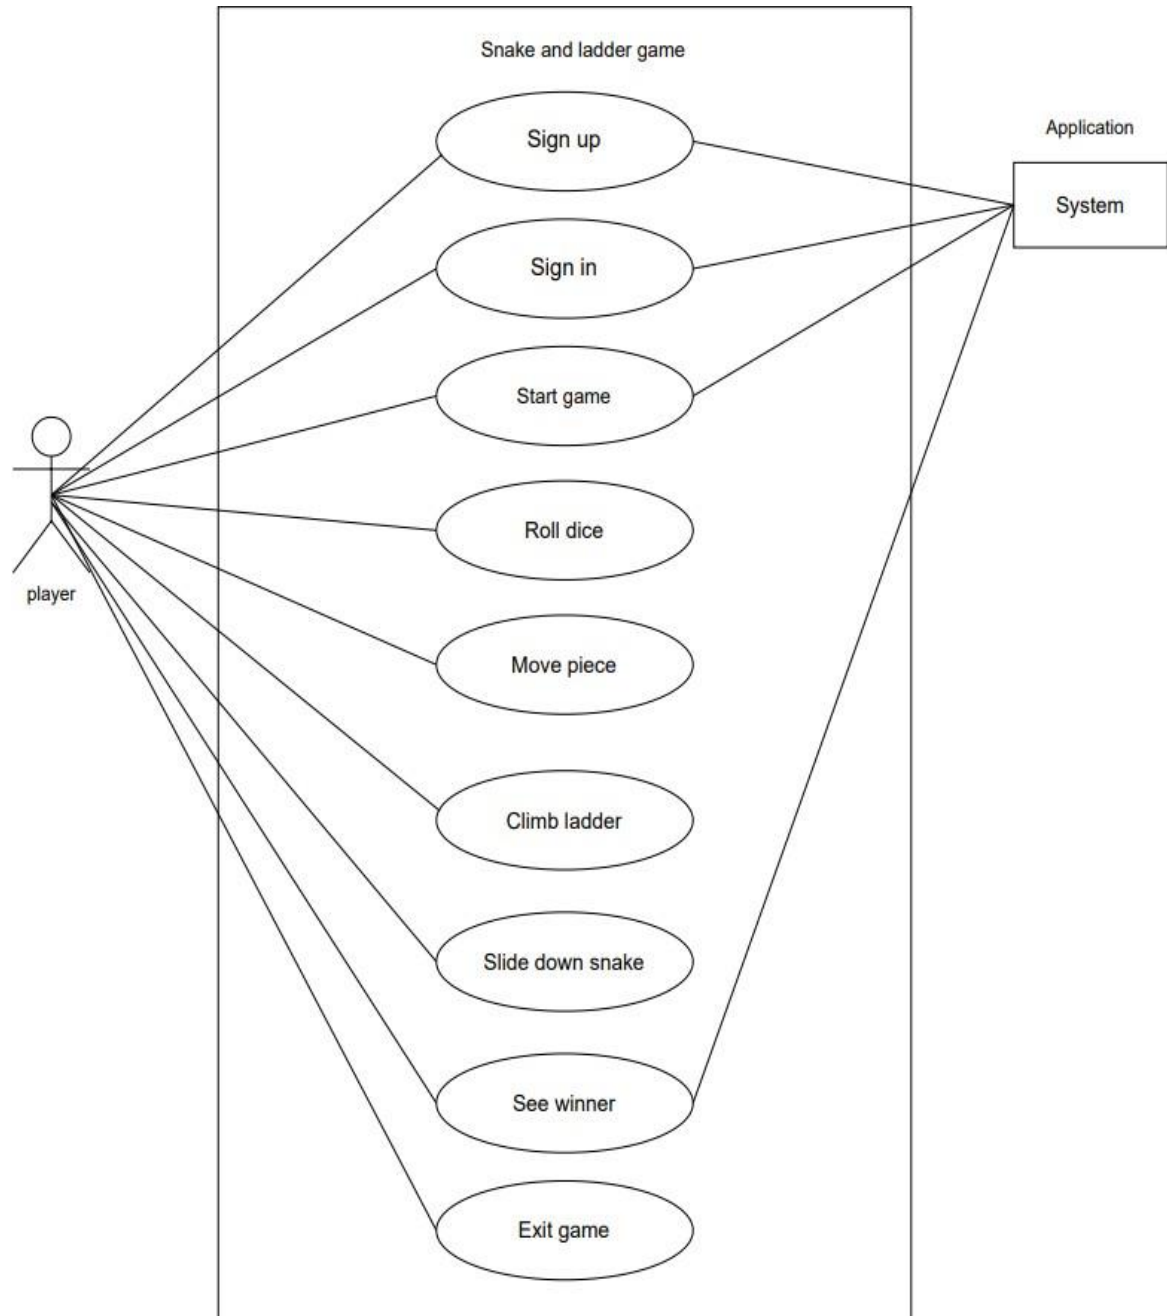 Snake and ladder game
Sign up
Application
System
Sign in
Start game
Roll dice
player
Move piece
Climb ladder
Slide down snake
See winner
Exit game